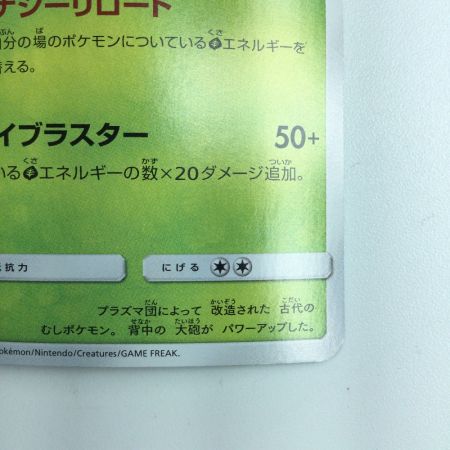 ナシーリロード
自分の場のポケモンについているエネルギーを
替える。
イブラスター 50+
いるエネルギーの数×20ダメージ追加。
抵抗力 にげる
プラズマ団によって 改造された 古代の
むしポケモン。 背中の 大砲が パワーアップした。
Pokémon/Nintendo/Creatures/GAME FREAK.